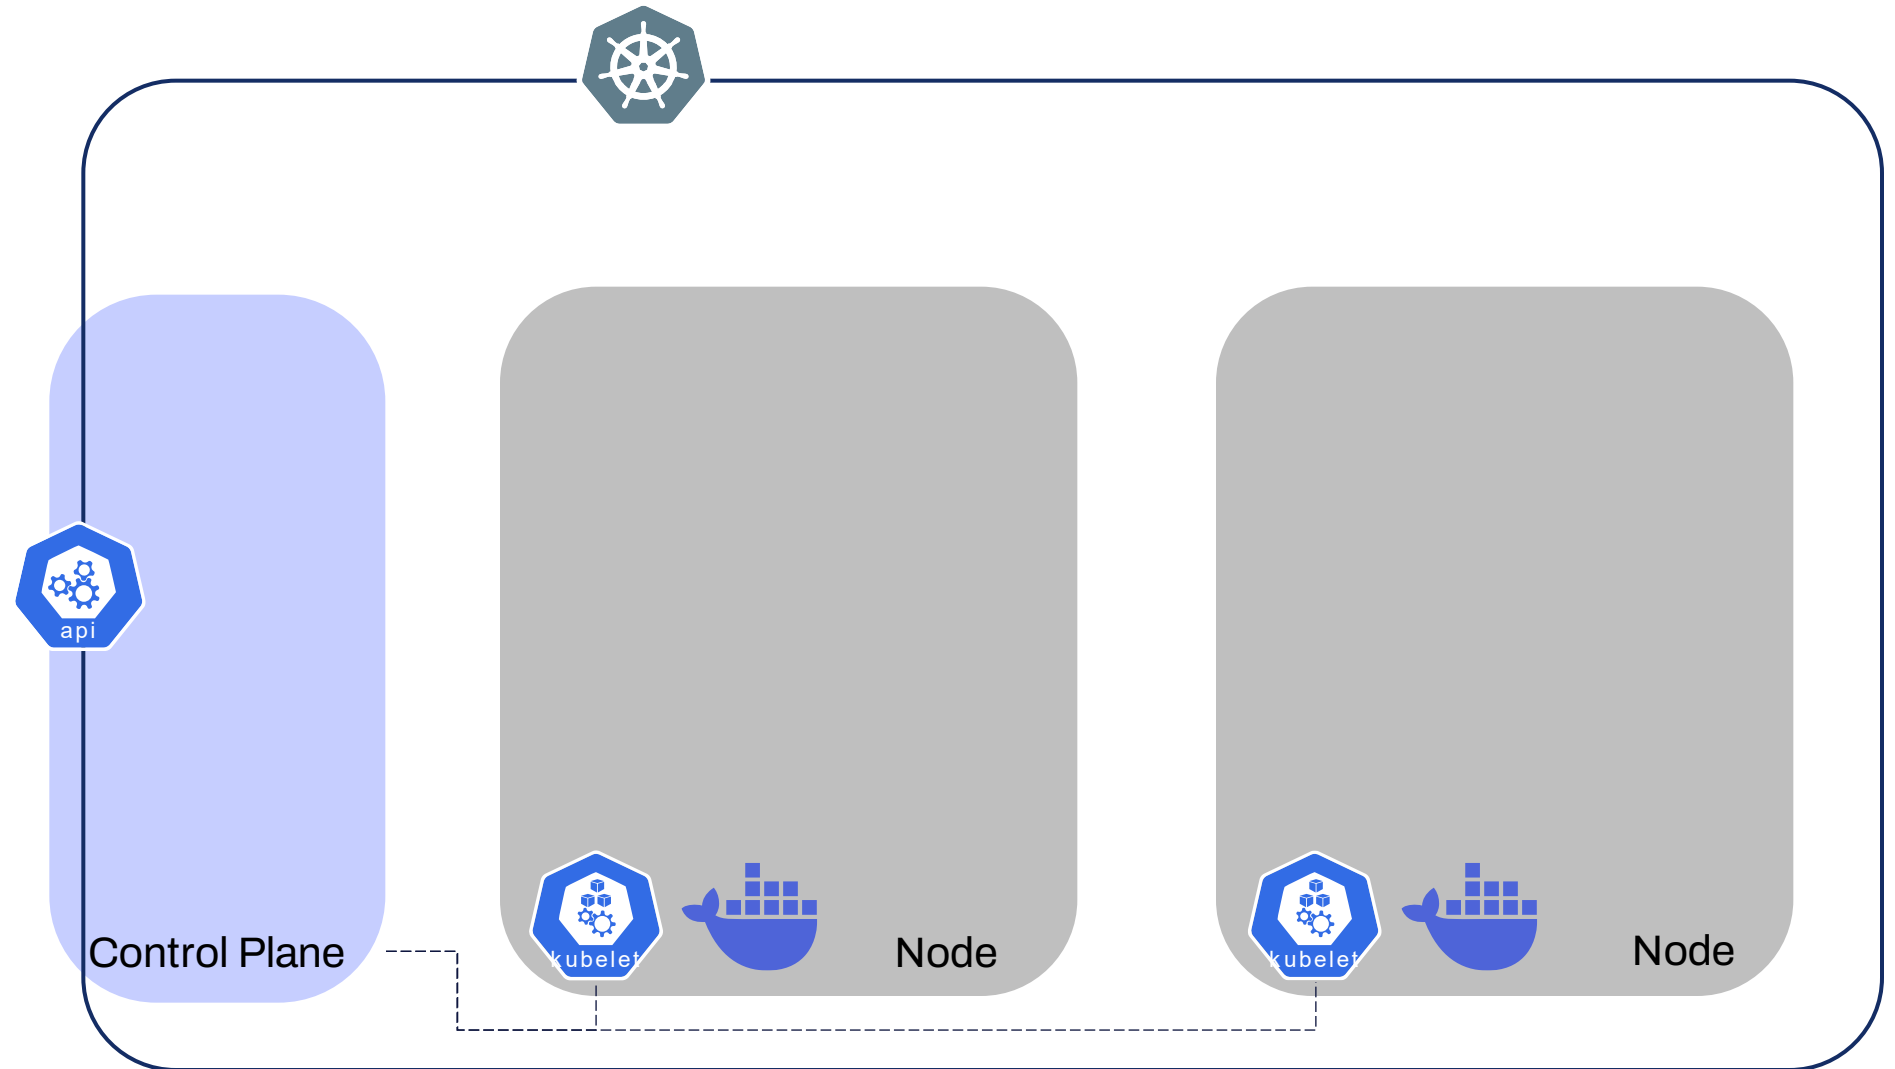 api
Control Plane
kubelet
Node
kubelet
Node